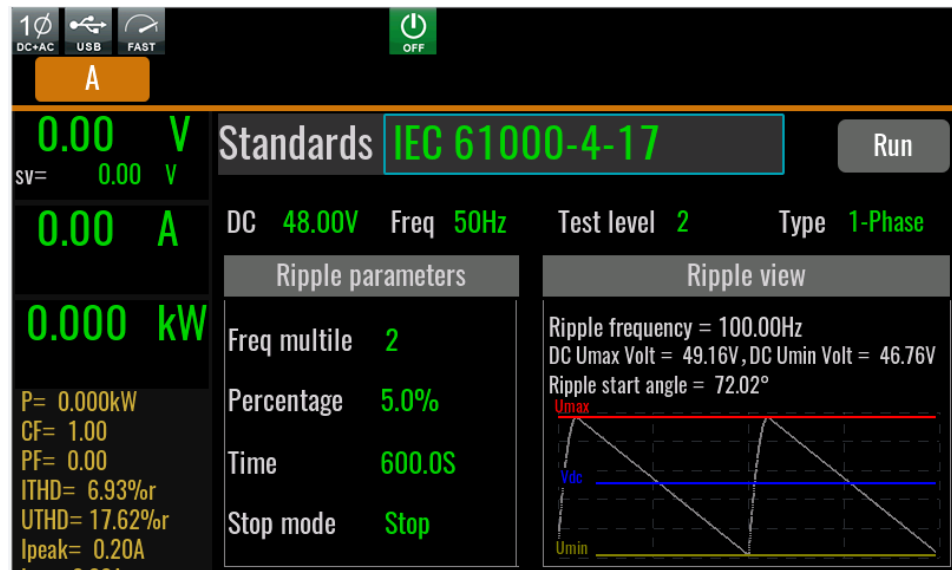 1Ø
DC+AC USB FAST OFF
A
0.00 V
sv= 0.00 V
0.00 A
0.000 kW
P= 0.000kW
CF= 1.00
PF= 0.00
ITHD= 6.93%r
UTHD= 17.62%r
Ipeak= 0.20A
Standards IEC 61000-4-17 Run
DC 48.00V Freq 50Hz Test level 2 Type 1-Phase
Ripple parameters
Freq multile 2
Percentage 5.0%
Time 600.0S
Stop mode Stop
Ripple view
Ripple frequency = 100.00Hz
DC Umax Volt = 49.16V, DC Umin Volt = 46.76V
Ripple start angle = 72.02°
Umax
Vdc
Umin